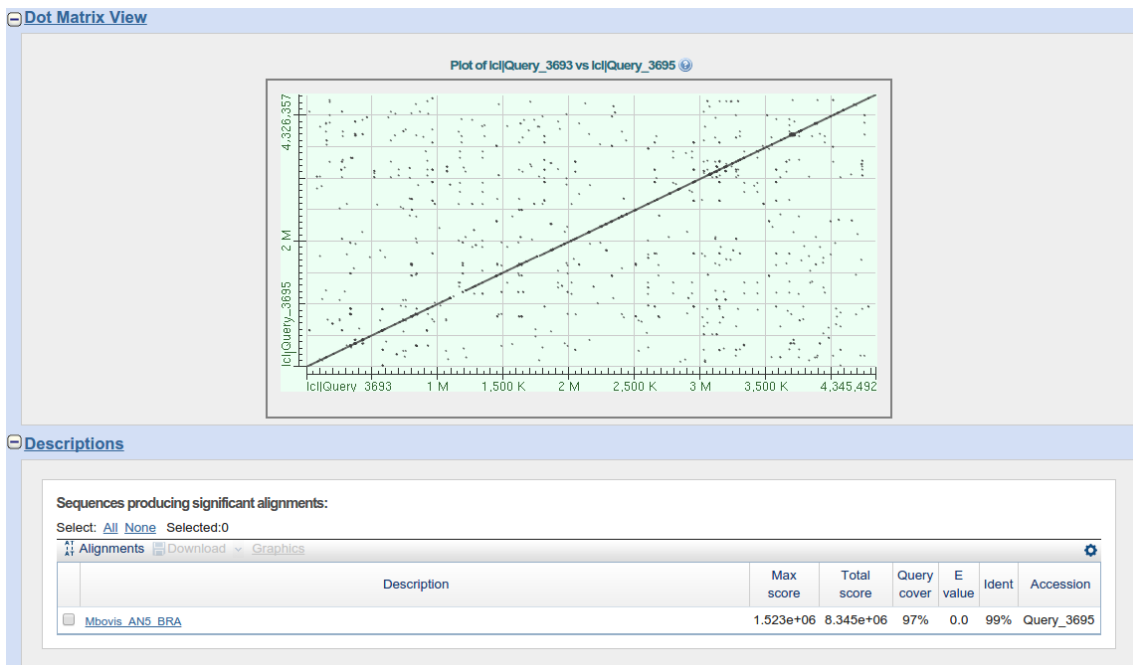 Dot Matrix View
Plot of lcl|Query_3693 vs lcl|Query_3695
4,326,357
2 M
lcl|Query_3695
lcl|Query_3693 1 M 1,500 K 2 M 2,500 K 3 M 3,500 K 4,345,492
Descriptions
Sequences producing significant alignments:
Select: All None Selected:0
Alignments Download Graphics
Description Max score Total score Query cover E value Ident Accession
Mbovis_AN5_BRA 1.523e+06 8.345e+06 97% 0.0 99% Query_3695